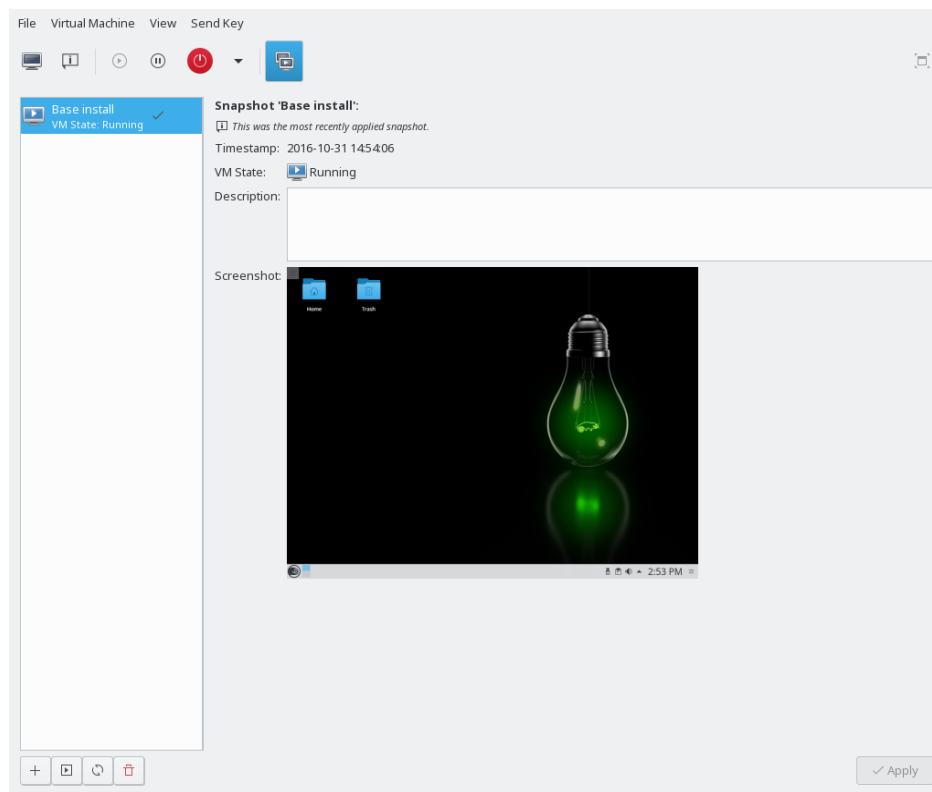 File Virtual Machine View Send Key
Base install
VM State: Running
Snapshot 'Base install':
This was the most recently applied snapshot.
Timestamp: 2016-10-31 14:54:06
VM State: Running
Description:
Screenshot:
Home Trash
2:53 PM
Apply